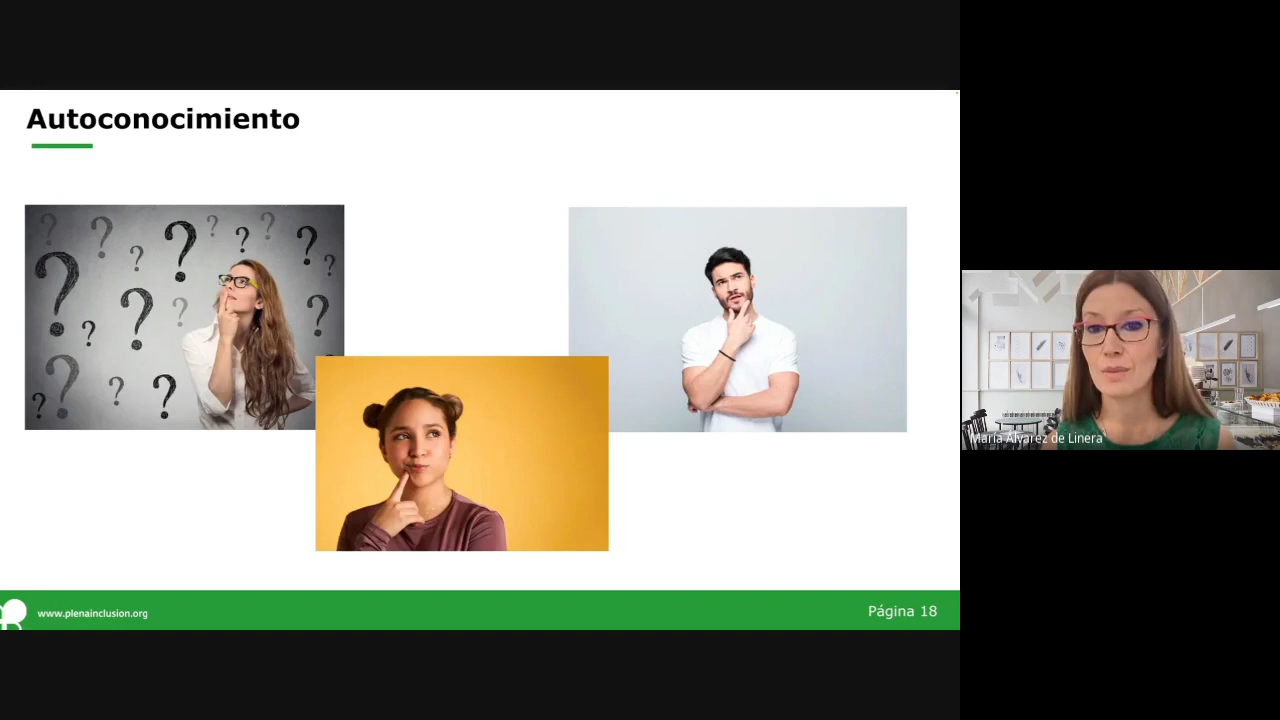 Autoconocimiento
María Álvarez de Linera
www.plenainclusion.org
Página 18